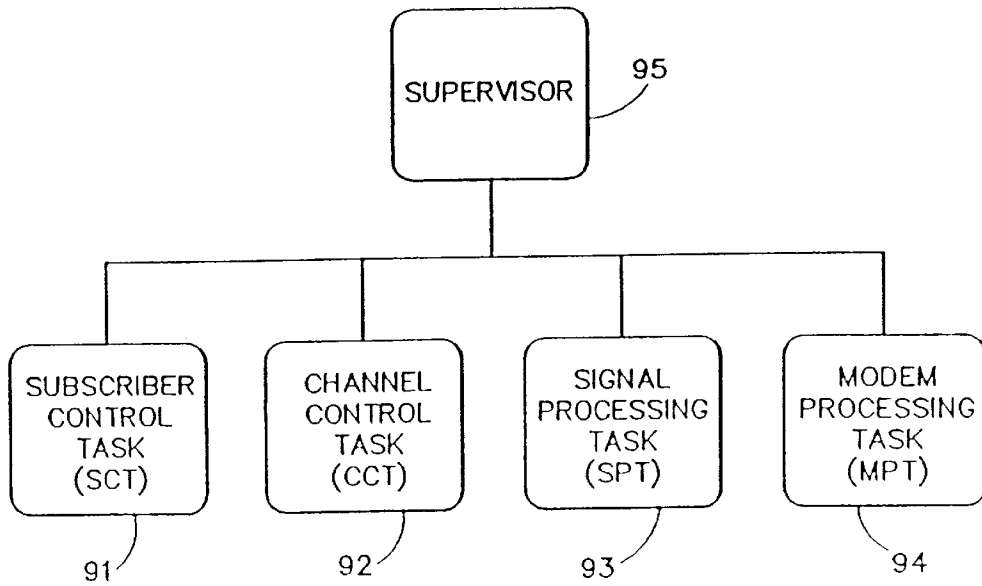 SUPERVISOR
95
SUBSCRIBER
CONTROL
TASK
(SCT)
CHANNEL
CONTROL
TASK
(CCT)
SIGNAL
PROCESSING
TASK
(SPT)
MODEM
PROCESSING
TASK
(MPT)
91
92
93
94